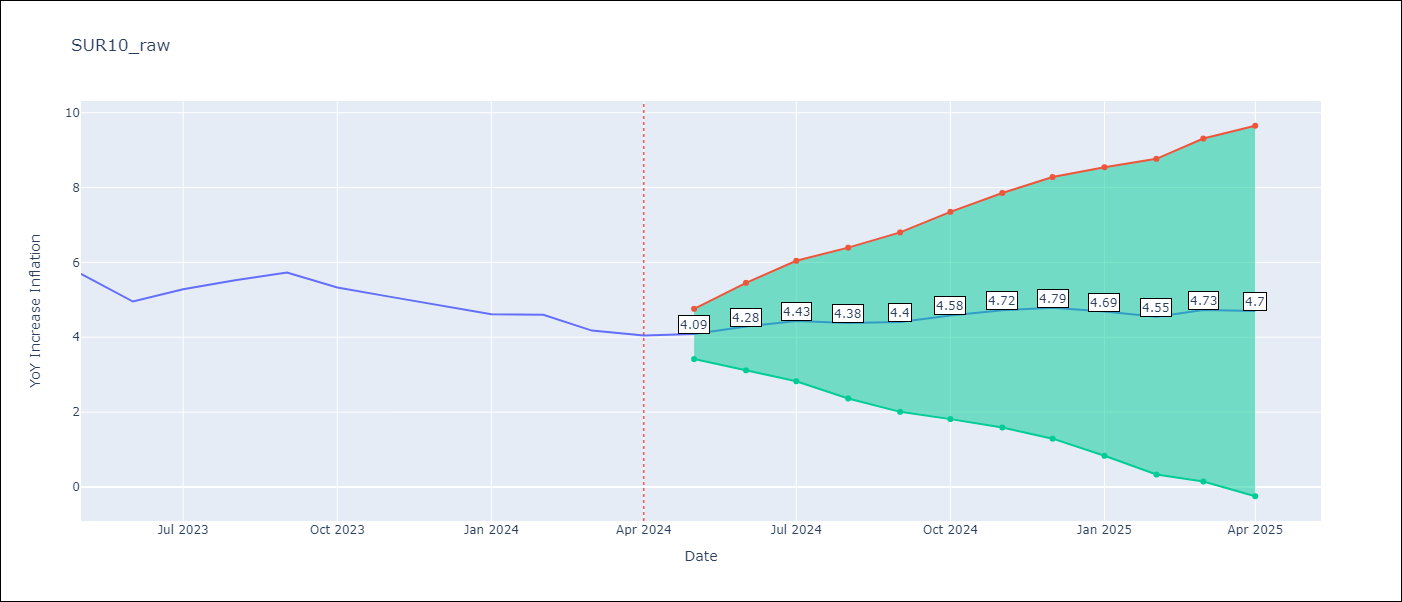 SUR10_raw
YoY Increase Inflation
10
8
6
4
2
0
4.09
4.28
4.43
4.38
4.4
4.58
4.72
4.79
4.69
4.55
4.73
4.7
Jul 2023
Oct 2023
Jan 2024
Apr 2024
Jul 2024
Oct 2024
Jan 2025
Apr 2025
Date